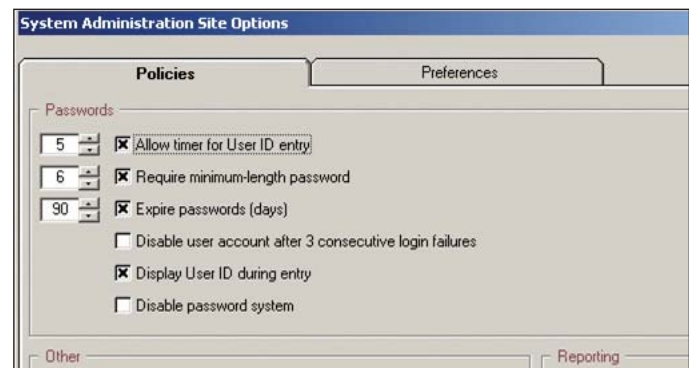 System Administration Site Options
Policies
Preferences
Passwords
5 Allow timer for User ID entry
6 Require minimum-length password
90 Expire passwords (days)
Disable user account after 3 consecutive login failures
Display User ID during entry
Disable password system
Other
Reporting